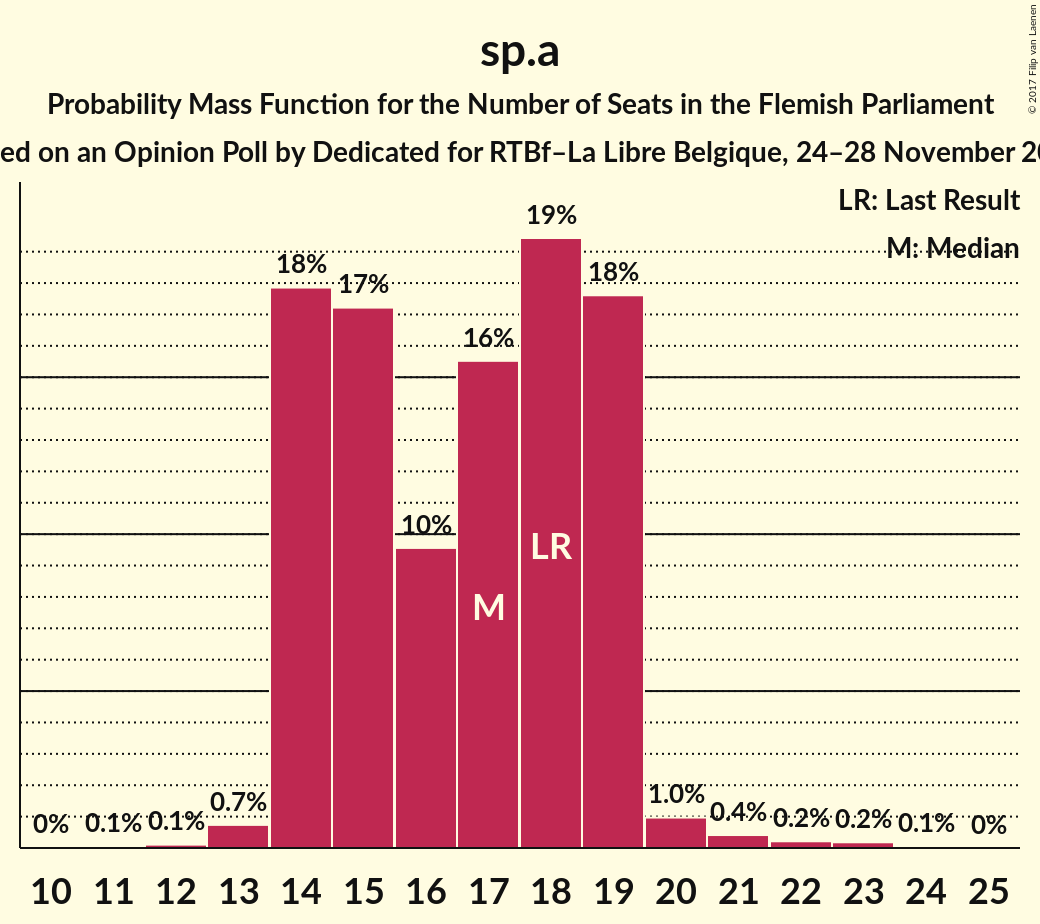 sp.a
Probability Mass Function for the Number of Seats in the Flemish Parliament
ed on an Opinion Poll by Dedicated for RTBf–La Libre Belgique, 24–28 November 20
© 2017 Filip van Laenen
LR: Last Result
M: Median
0% 0.1% 0.1% 0.7% 18% 17% 10% 16% 19% 18% 1.0% 0.4% 0.2% 0.2% 0.1% 0%
LR
M
10 11 12 13 14 15 16 17 18 19 20 21 22 23 24 25